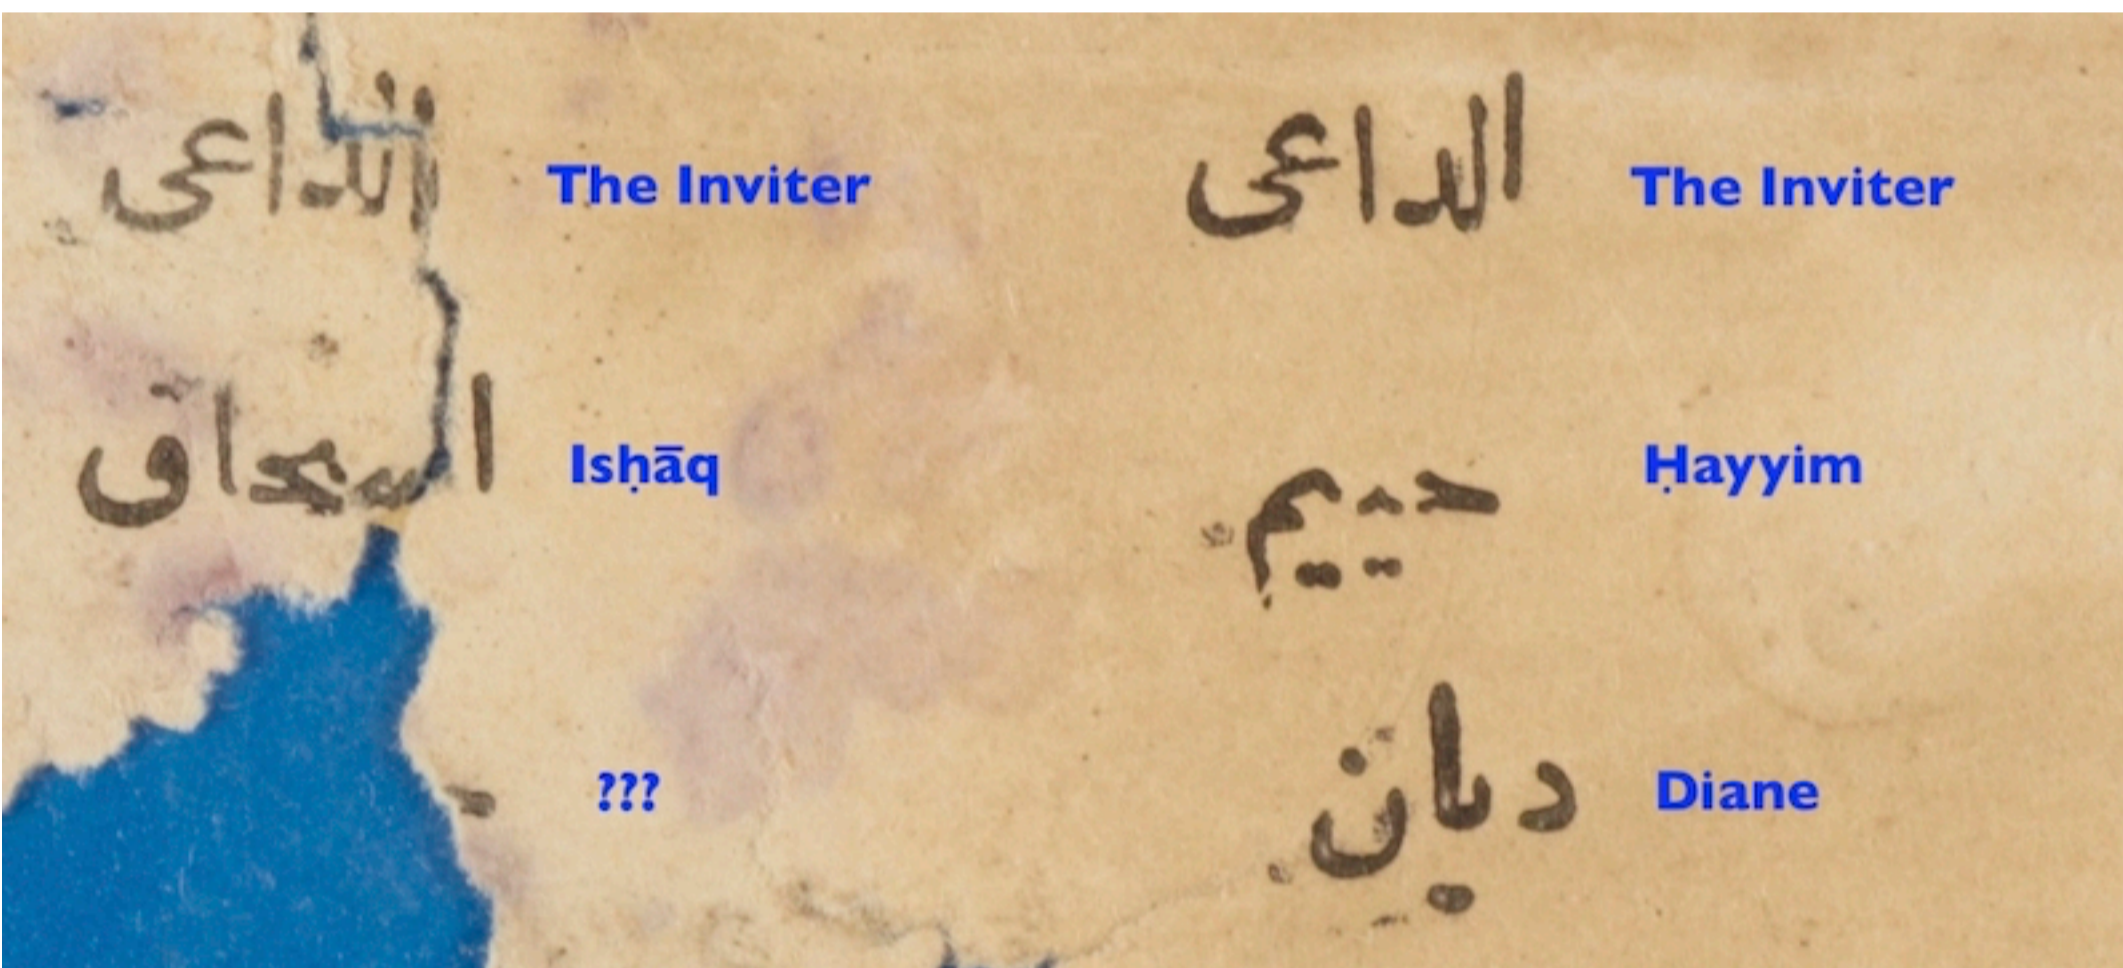 الداعى The Inviter
الداعى The Inviter
اسحاق Isḥāq
حييم Ḥayyim
??? 
ديان Diane